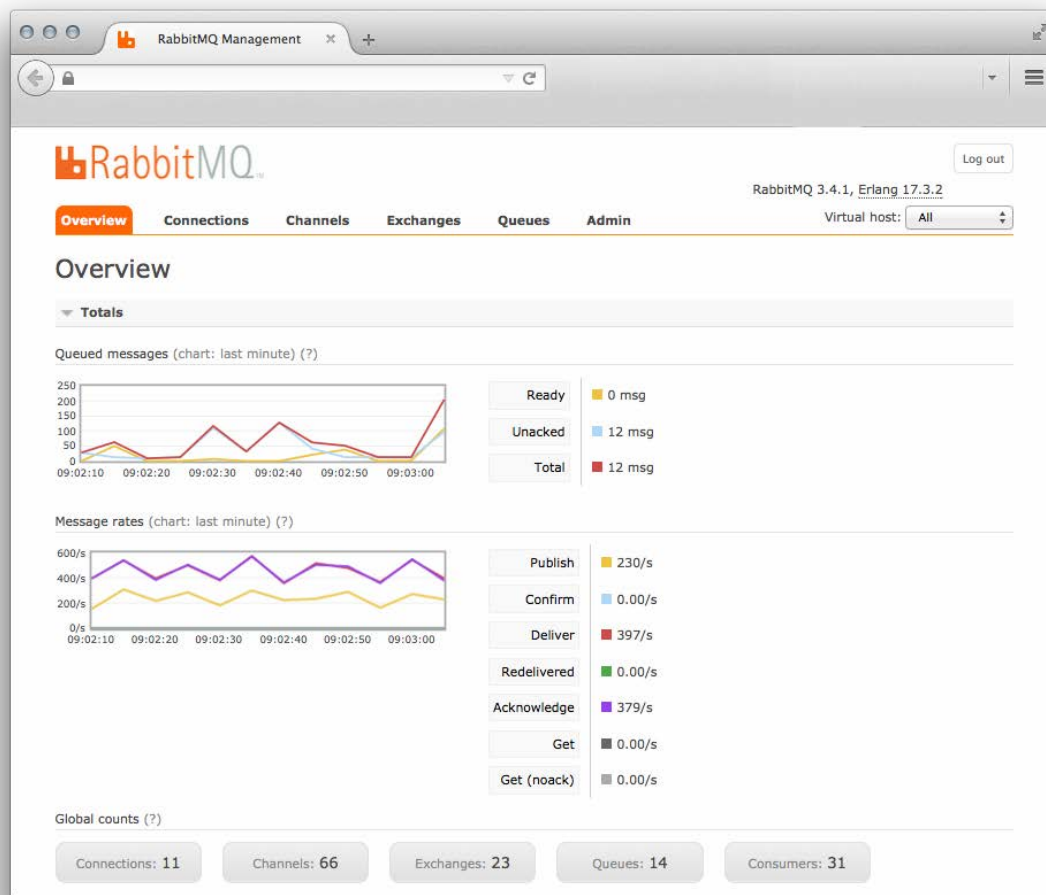 RabbitMQ Management
RabbitMQ
Log out
RabbitMQ 3.4.1, Erlang 17.3.2
Overview Connections Channels Exchanges Queues Admin Virtual host: All
Overview
Totals
Queued messages (chart: last minute) (?)
250
200
150
100
50
0
09:02:10 09:02:20 09:02:30 09:02:40 09:02:50 09:03:00
Ready 0 msg
Unacked 12 msg
Total 12 msg
Message rates (chart: last minute) (?)
600/s
400/s
200/s
0/s
09:02:10 09:02:20 09:02:30 09:02:40 09:02:50 09:03:00
Publish 230/s
Confirm 0.00/s
Deliver 397/s
Redelivered 0.00/s
Acknowledge 379/s
Get 0.00/s
Get (noack) 0.00/s
Global counts (?)
Connections: 11 Channels: 66 Exchanges: 23 Queues: 14 Consumers: 31